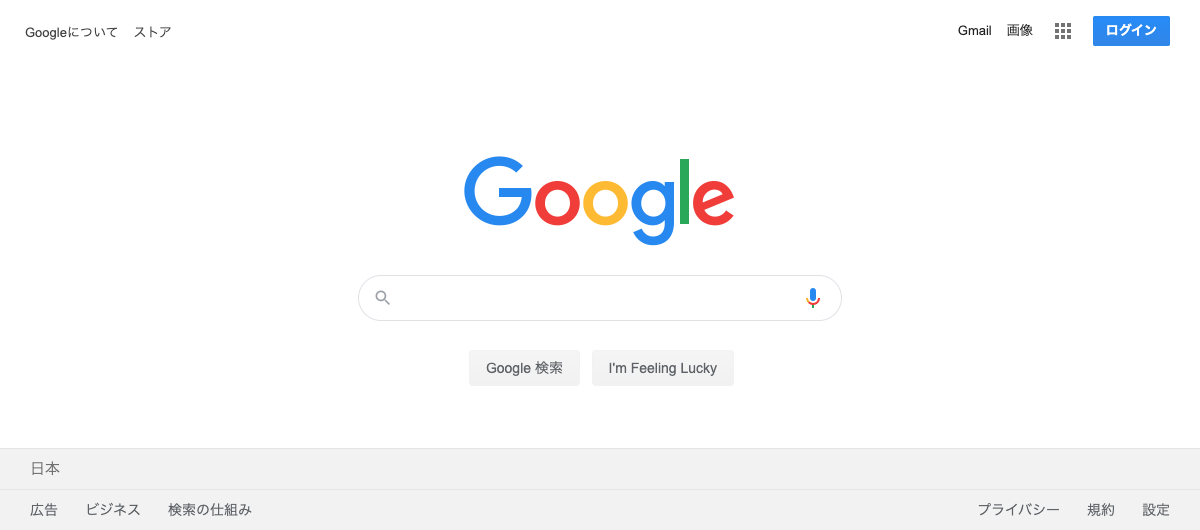 Googleについて ストア Gmail 画像 ログイン
Google
Google 検索 I'm Feeling Lucky
日本
広告 ビジネス 検索の仕組み プライバシー 規約 設定